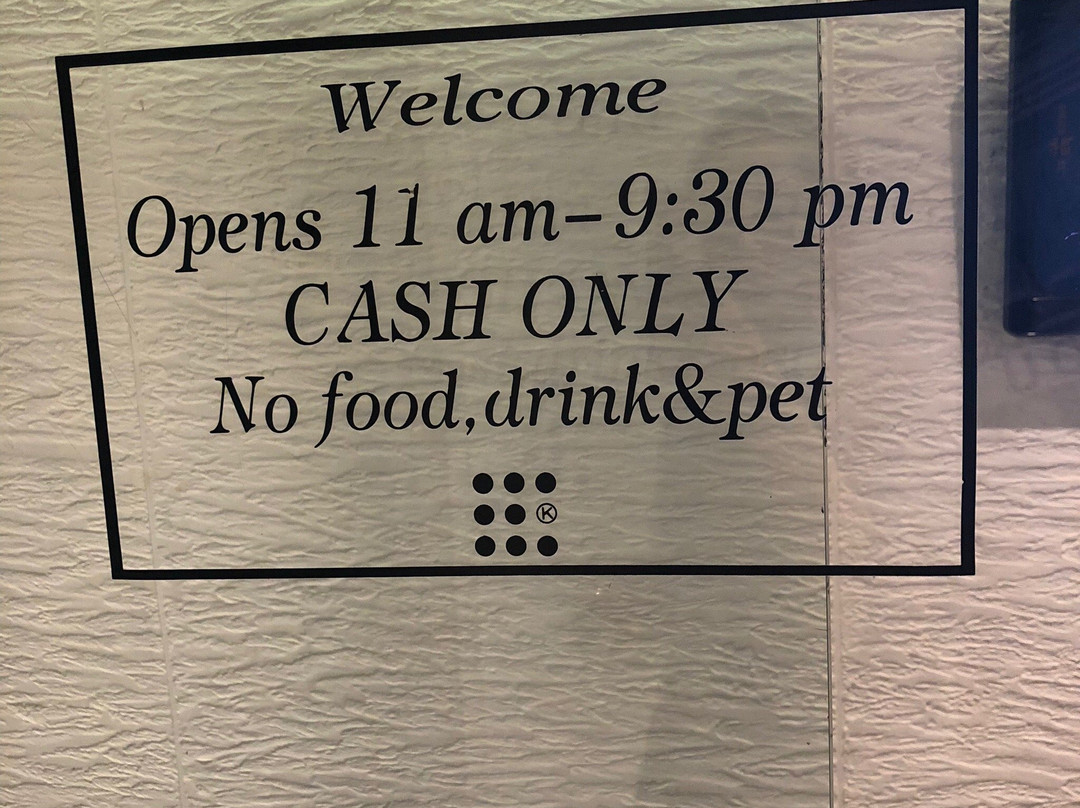 Welcome
Opens 11 am–9:30 pm
CASH ONLY
No food,drink&pet
Ⓚ